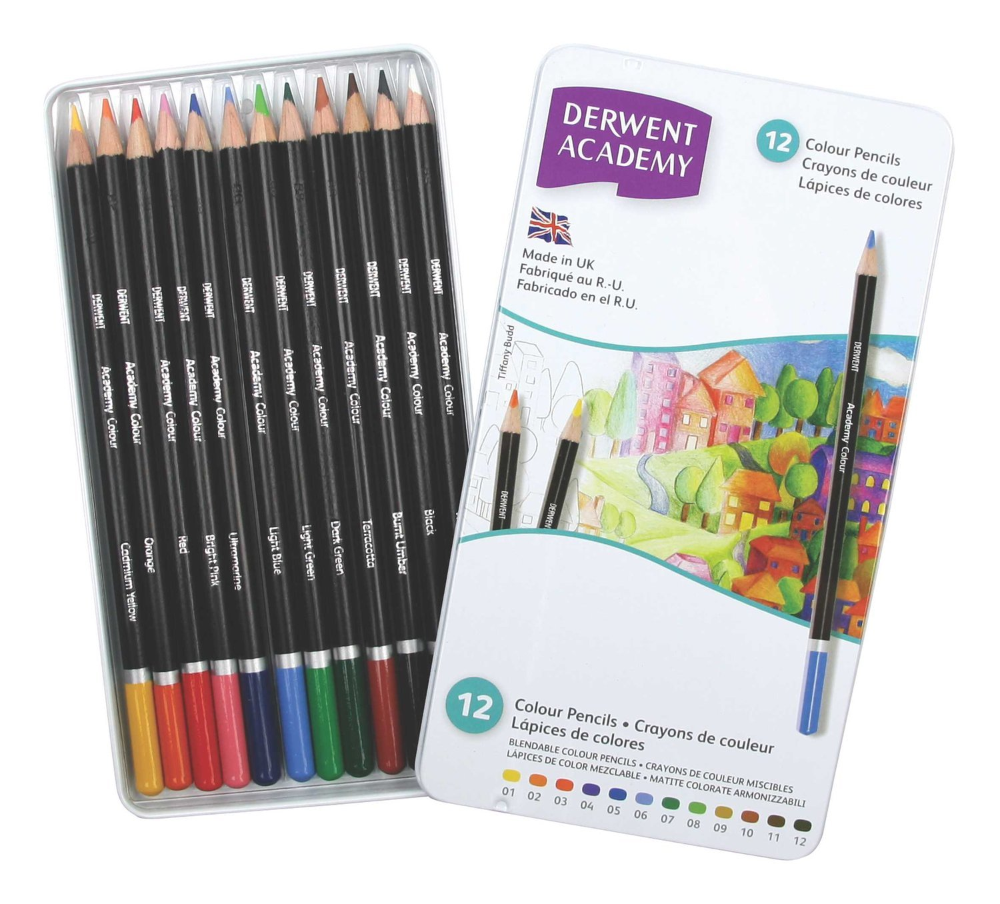 DERWENT Academy Colour Cadmium Yellow
DERWENT Academy Colour Orange
DERWENT Academy Colour Red
DERWENT Academy Colour Bright Pink
DERWENT Academy Colour Ultramarine
DERWENT Academy Colour Light Blue
DERWENT Academy Colour Light Green
DERWENT Academy Colour Dark Green
DERWENT Academy Colour Terracotta
DERWENT Academy Colour Burnt Umber
DERWENT Academy Colour Black
DERWENT Academy Colour
DERWENT
ACADEMY
12
Colour Pencils
Crayons de couleur
Lápices de colores
Made in UK
Fabriqué au R.-U.
Fabricado en el R.U.
Tiffany Budd
DERWENT
DERWENT
DERWENT Academy Colour
12
Colour Pencils • Crayons de couleur
Lápices de colores
BLENDABLE COLOUR PENCILS • CRAYONS DE COULEUR MISCIBLES
LÁPICES DE COLOR MEZCLABLE • MATITE COLORATE ARMONIZZABILI
01 02 03 04 05 06 07 08 09 10 11 12